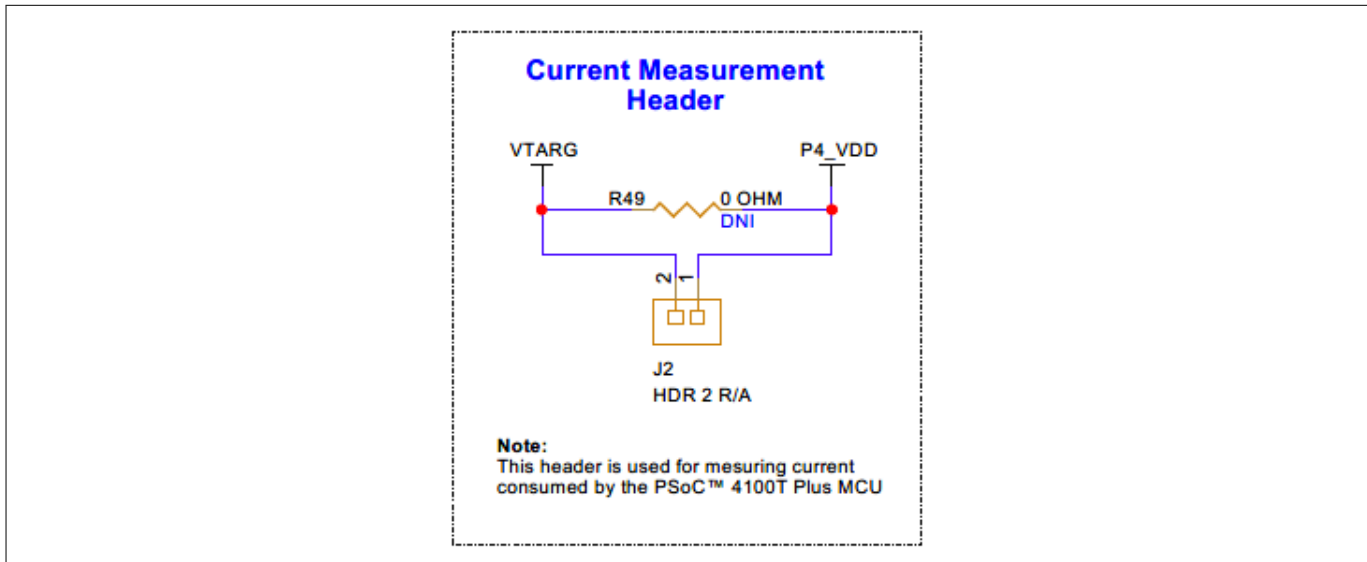 Current Measurement
Header
VTARG
P4_VDD
R49
0 OHM
DNI
2
1
J2
HDR 2 R/A
Note:
This header is used for mesuring current
consumed by the PSoC™ 4100T Plus MCU